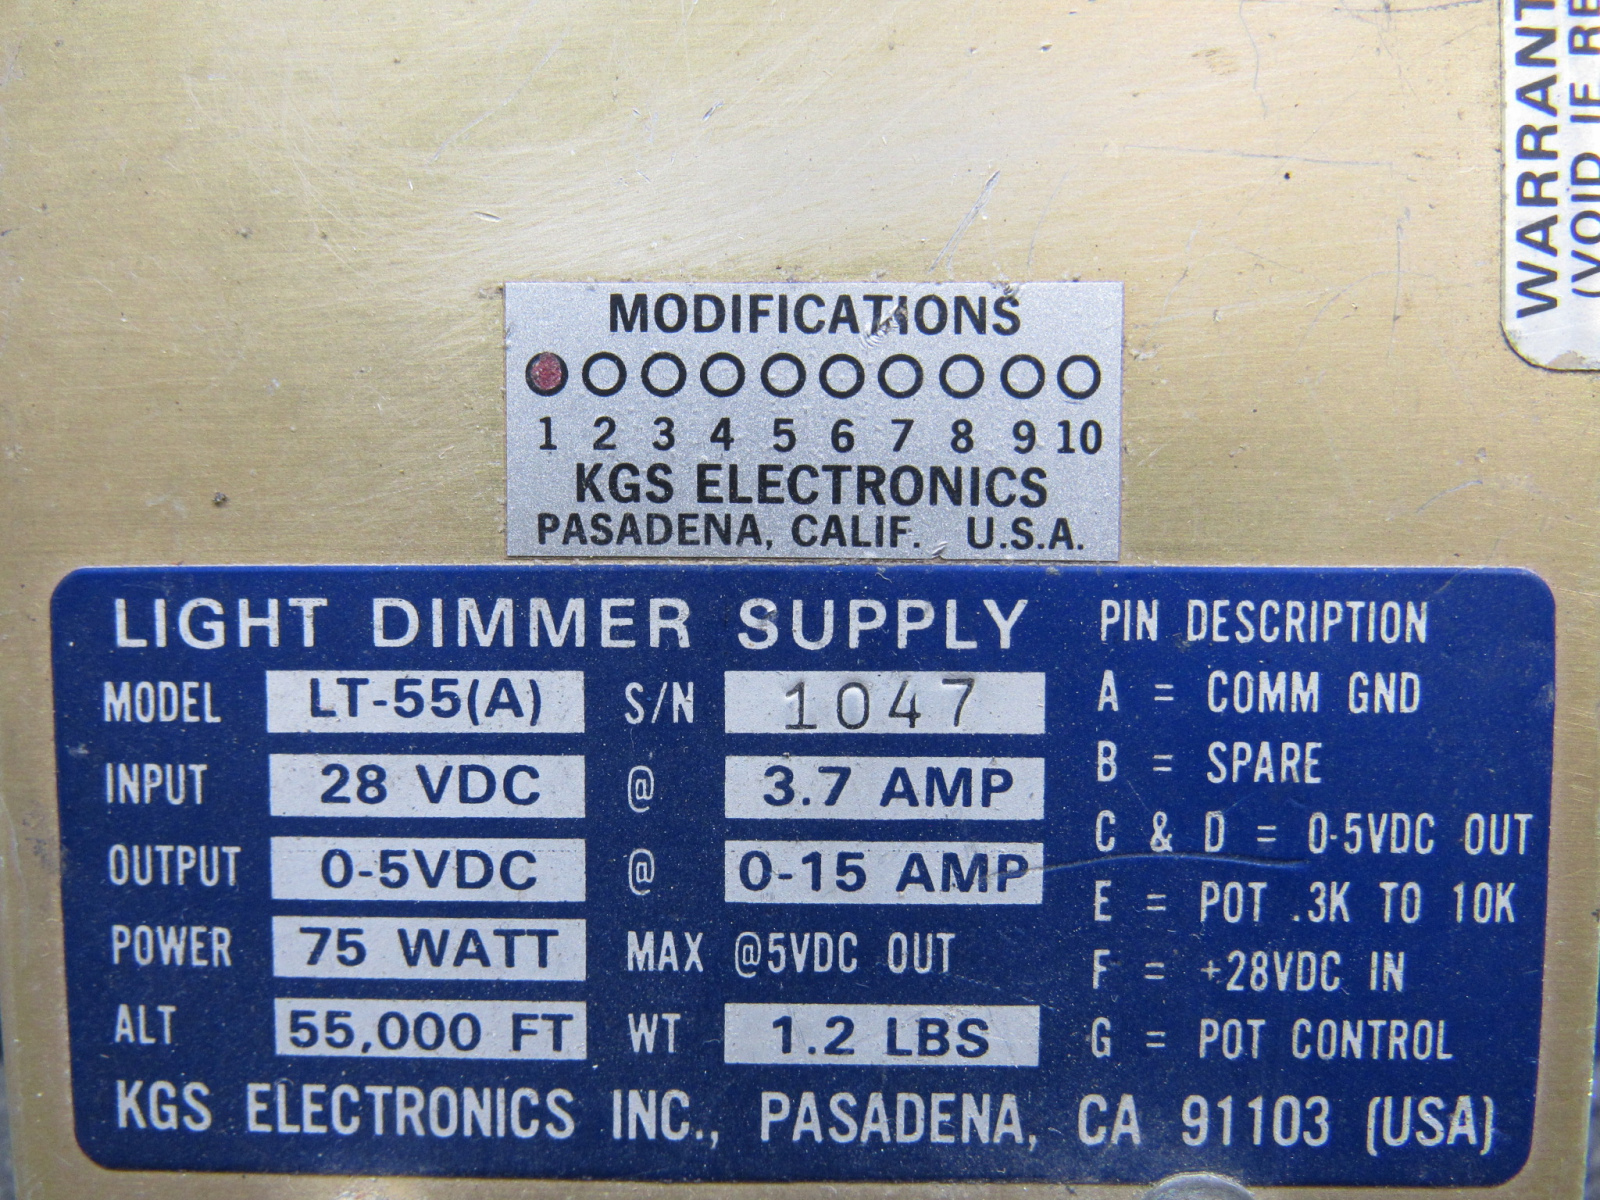 WARRANT
(VOID IF RE
MODIFICATIONS
1 2 3 4 5 6 7 8 9 10
KGS ELECTRONICS
PASADENA, CALIF. U.S.A.
LIGHT DIMMER SUPPLY
MODEL LT-55(A) S/N 1047
INPUT 28 VDC @ 3.7 AMP
OUTPUT 0-5VDC @ 0-15 AMP
POWER 75 WATT MAX @5VDC OUT
ALT 55,000 FT WT 1.2 LBS
PIN DESCRIPTION
A = COMM GND
B = SPARE
C & D = 0-5VDC OUT
E = POT .3K TO 10K
F = +28VDC IN
G = POT CONTROL
KGS ELECTRONICS INC., PASADENA, CA 91103 (USA)